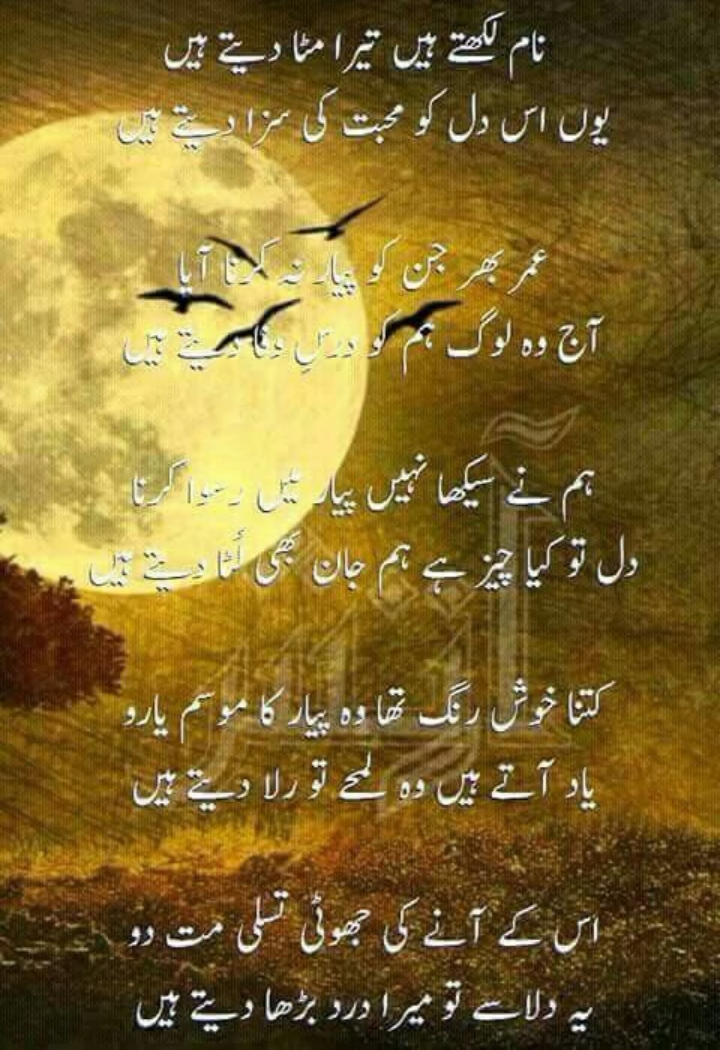 نام لکھتے ہیں تیرا مٹا دیتے ہیں
یوں اس دل کو محبت کی سزا دیتے ہیں
عمر بھر جن کو پیار نہ کرنا آیا
آج وہ لوگ ہم کو درسِ وفا دیتے ہیں
ہم نے سیکھا نہیں پیار میں رسوا کرنا
دل تو کیا چیز ہے ہم جان بھی لُٹا دیتے ہیں
کتنا خوش رنگ تھا وہ پیار کا موسم یارو
یاد آتے ہیں وہ لمحے تو رلا دیتے ہیں
اس کے آنے کی جھوٹی تسلی مت دو
یہ دلاسے تو میرا درد بڑھا دیتے ہیں